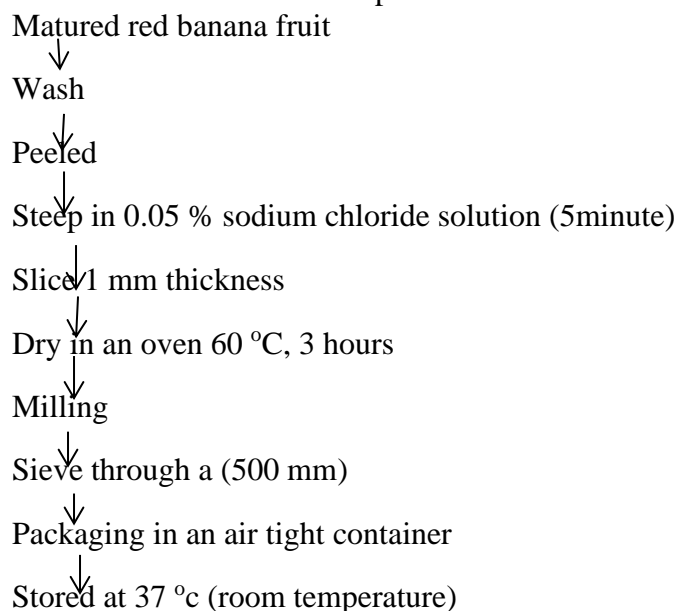 Matured red banana fruit
Wash
Peeled
Steep in 0.05 % sodium chloride solution (5minute)
Slice 1 mm thickness
Dry in an oven 60 °C, 3 hours
Milling
Sieve through a (500 mm)
Packaging in an air tight container
Stored at 37 °c (room temperature)